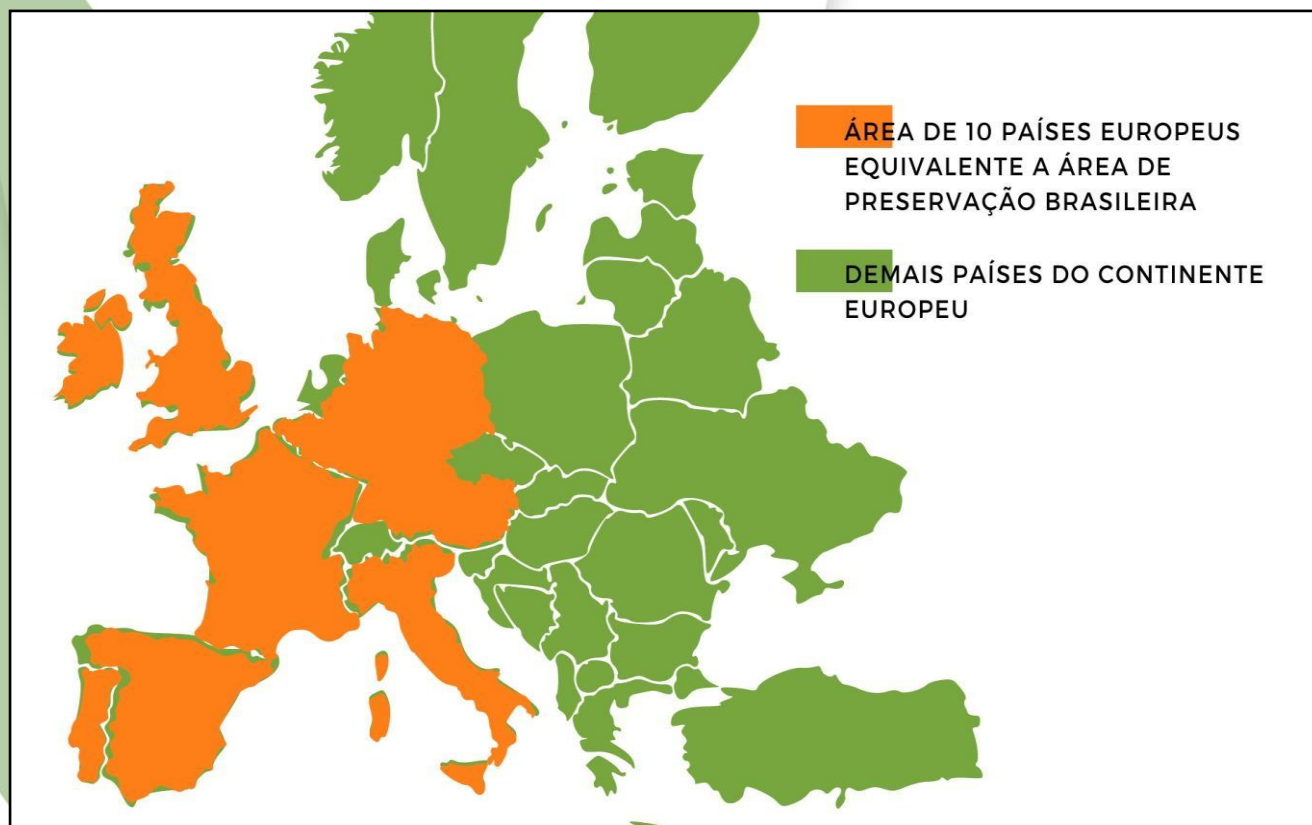 ÁREA DE 10 PAÍSES EUROPEUS
EQUIVALENTE A ÁREA DE
PRESERVAÇÃO BRASILEIRA
DEMAIS PAÍSES DO CONTINENTE
EUROPEU